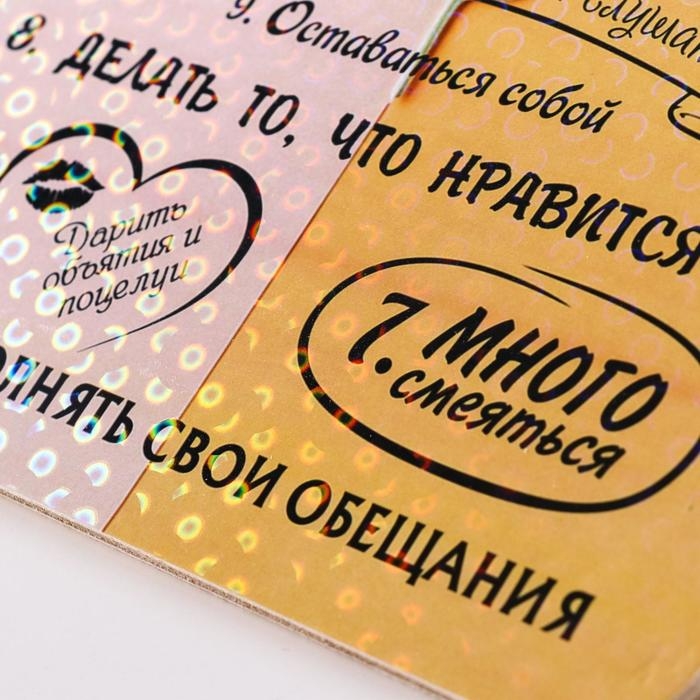 9. Оставаться собой
8. ДЕЛАТЬ ТО, ЧТО НРАВИТСЯ
Дарить
объятия и
поцелуи
7. МНОГО
смеяться
СВОИ ОБЕЩАНИЯ